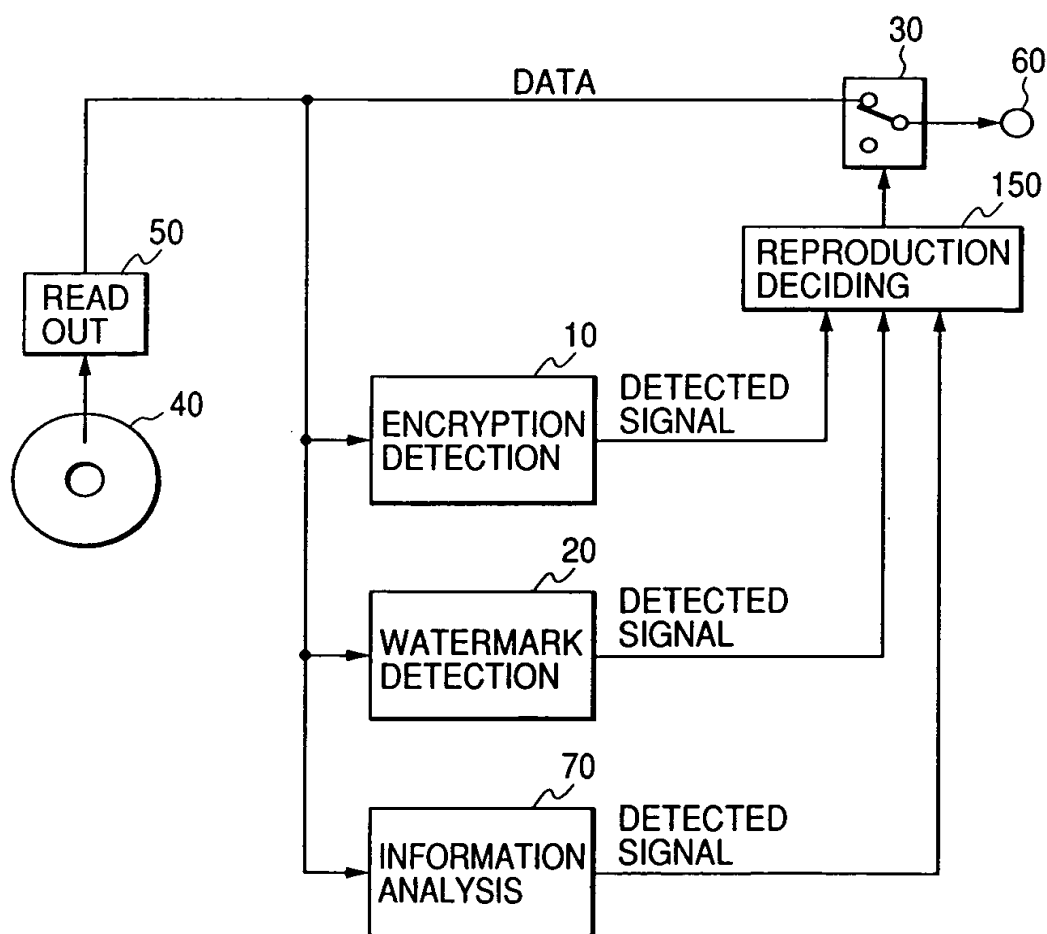 30
60
DATA
150
50
REPRODUCTION
DECIDING
READ
OUT
10
40
DETECTED
SIGNAL
ENCRYPTION
DETECTION
20
DETECTED
SIGNAL
WATERMARK
DETECTION
70
DETECTED
SIGNAL
INFORMATION
ANALYSIS